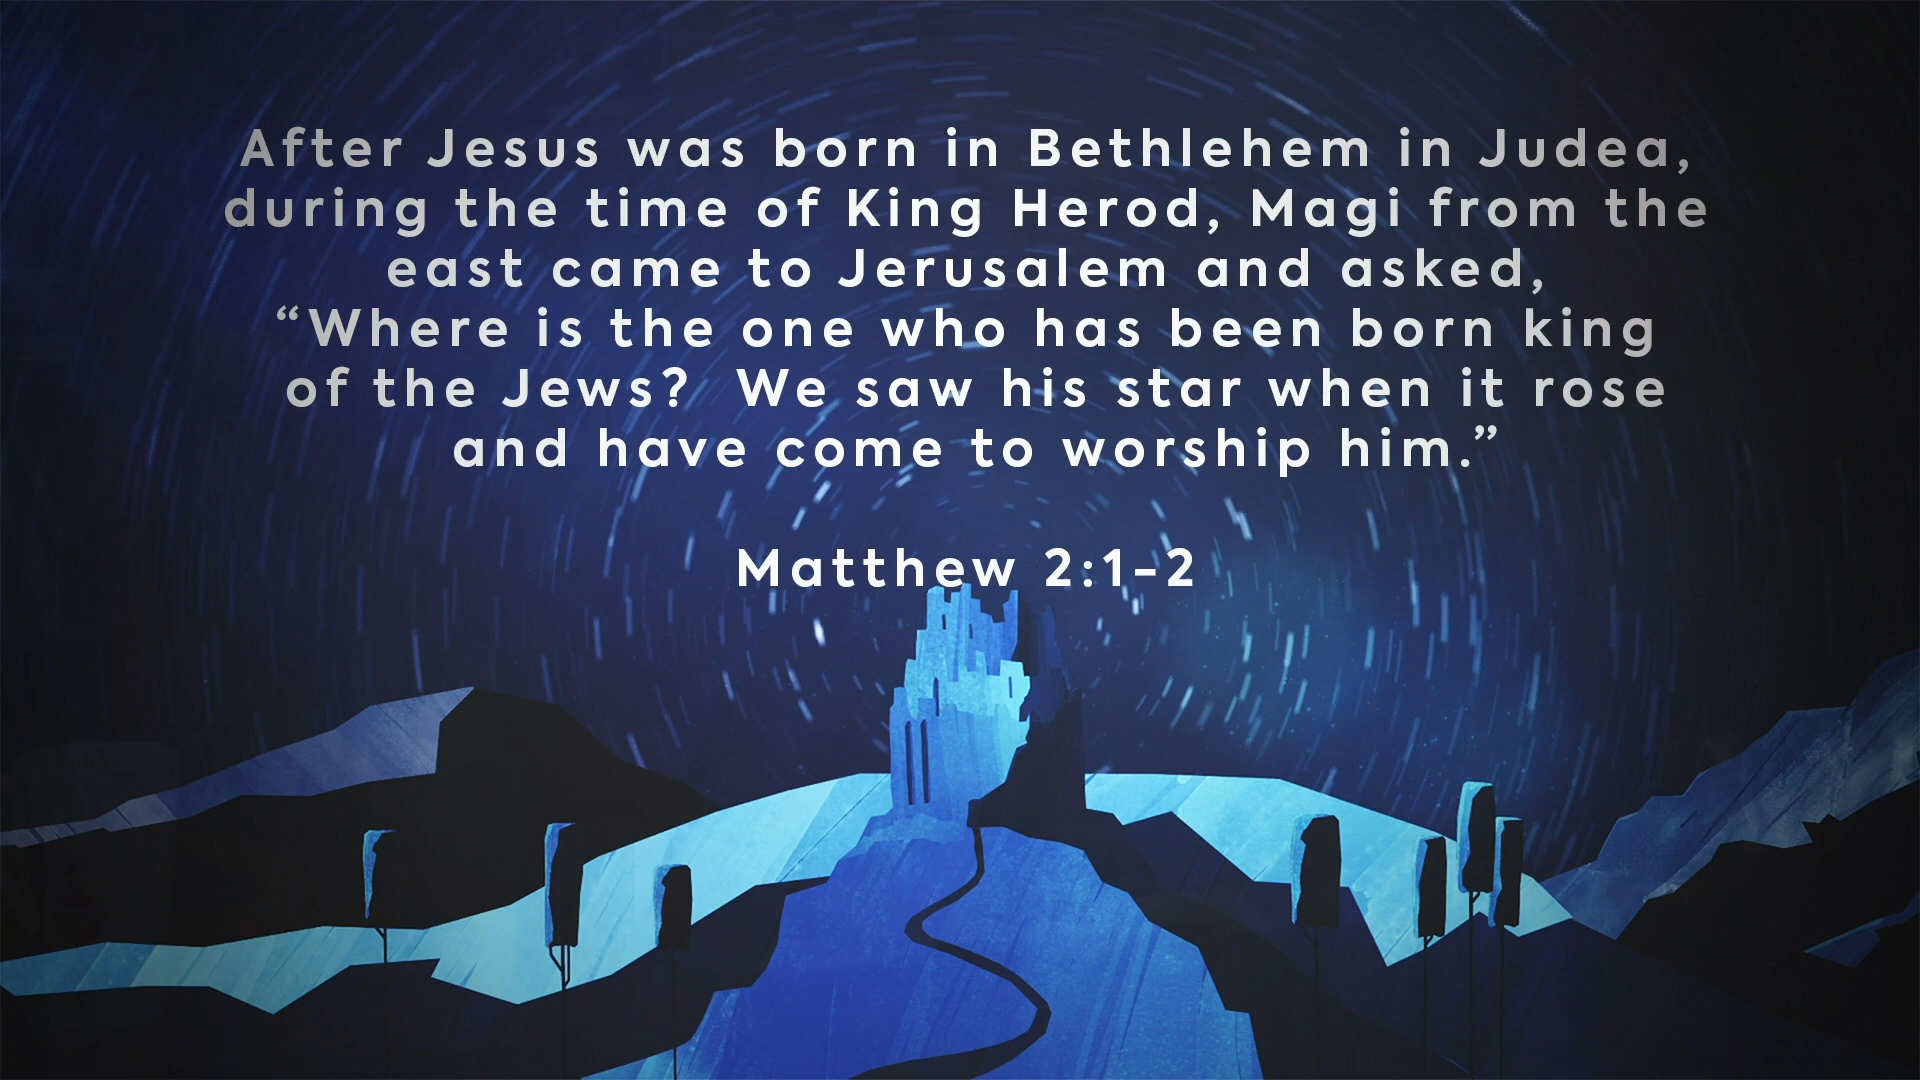 After Jesus was born in Bethlehem in Judea,
during the time of King Herod, Magi from the
east came to Jerusalem and asked,
“Where is the one who has been born king
of the Jews?  We saw his star when it rose
and have come to worship him.”
Matthew 2:1-2